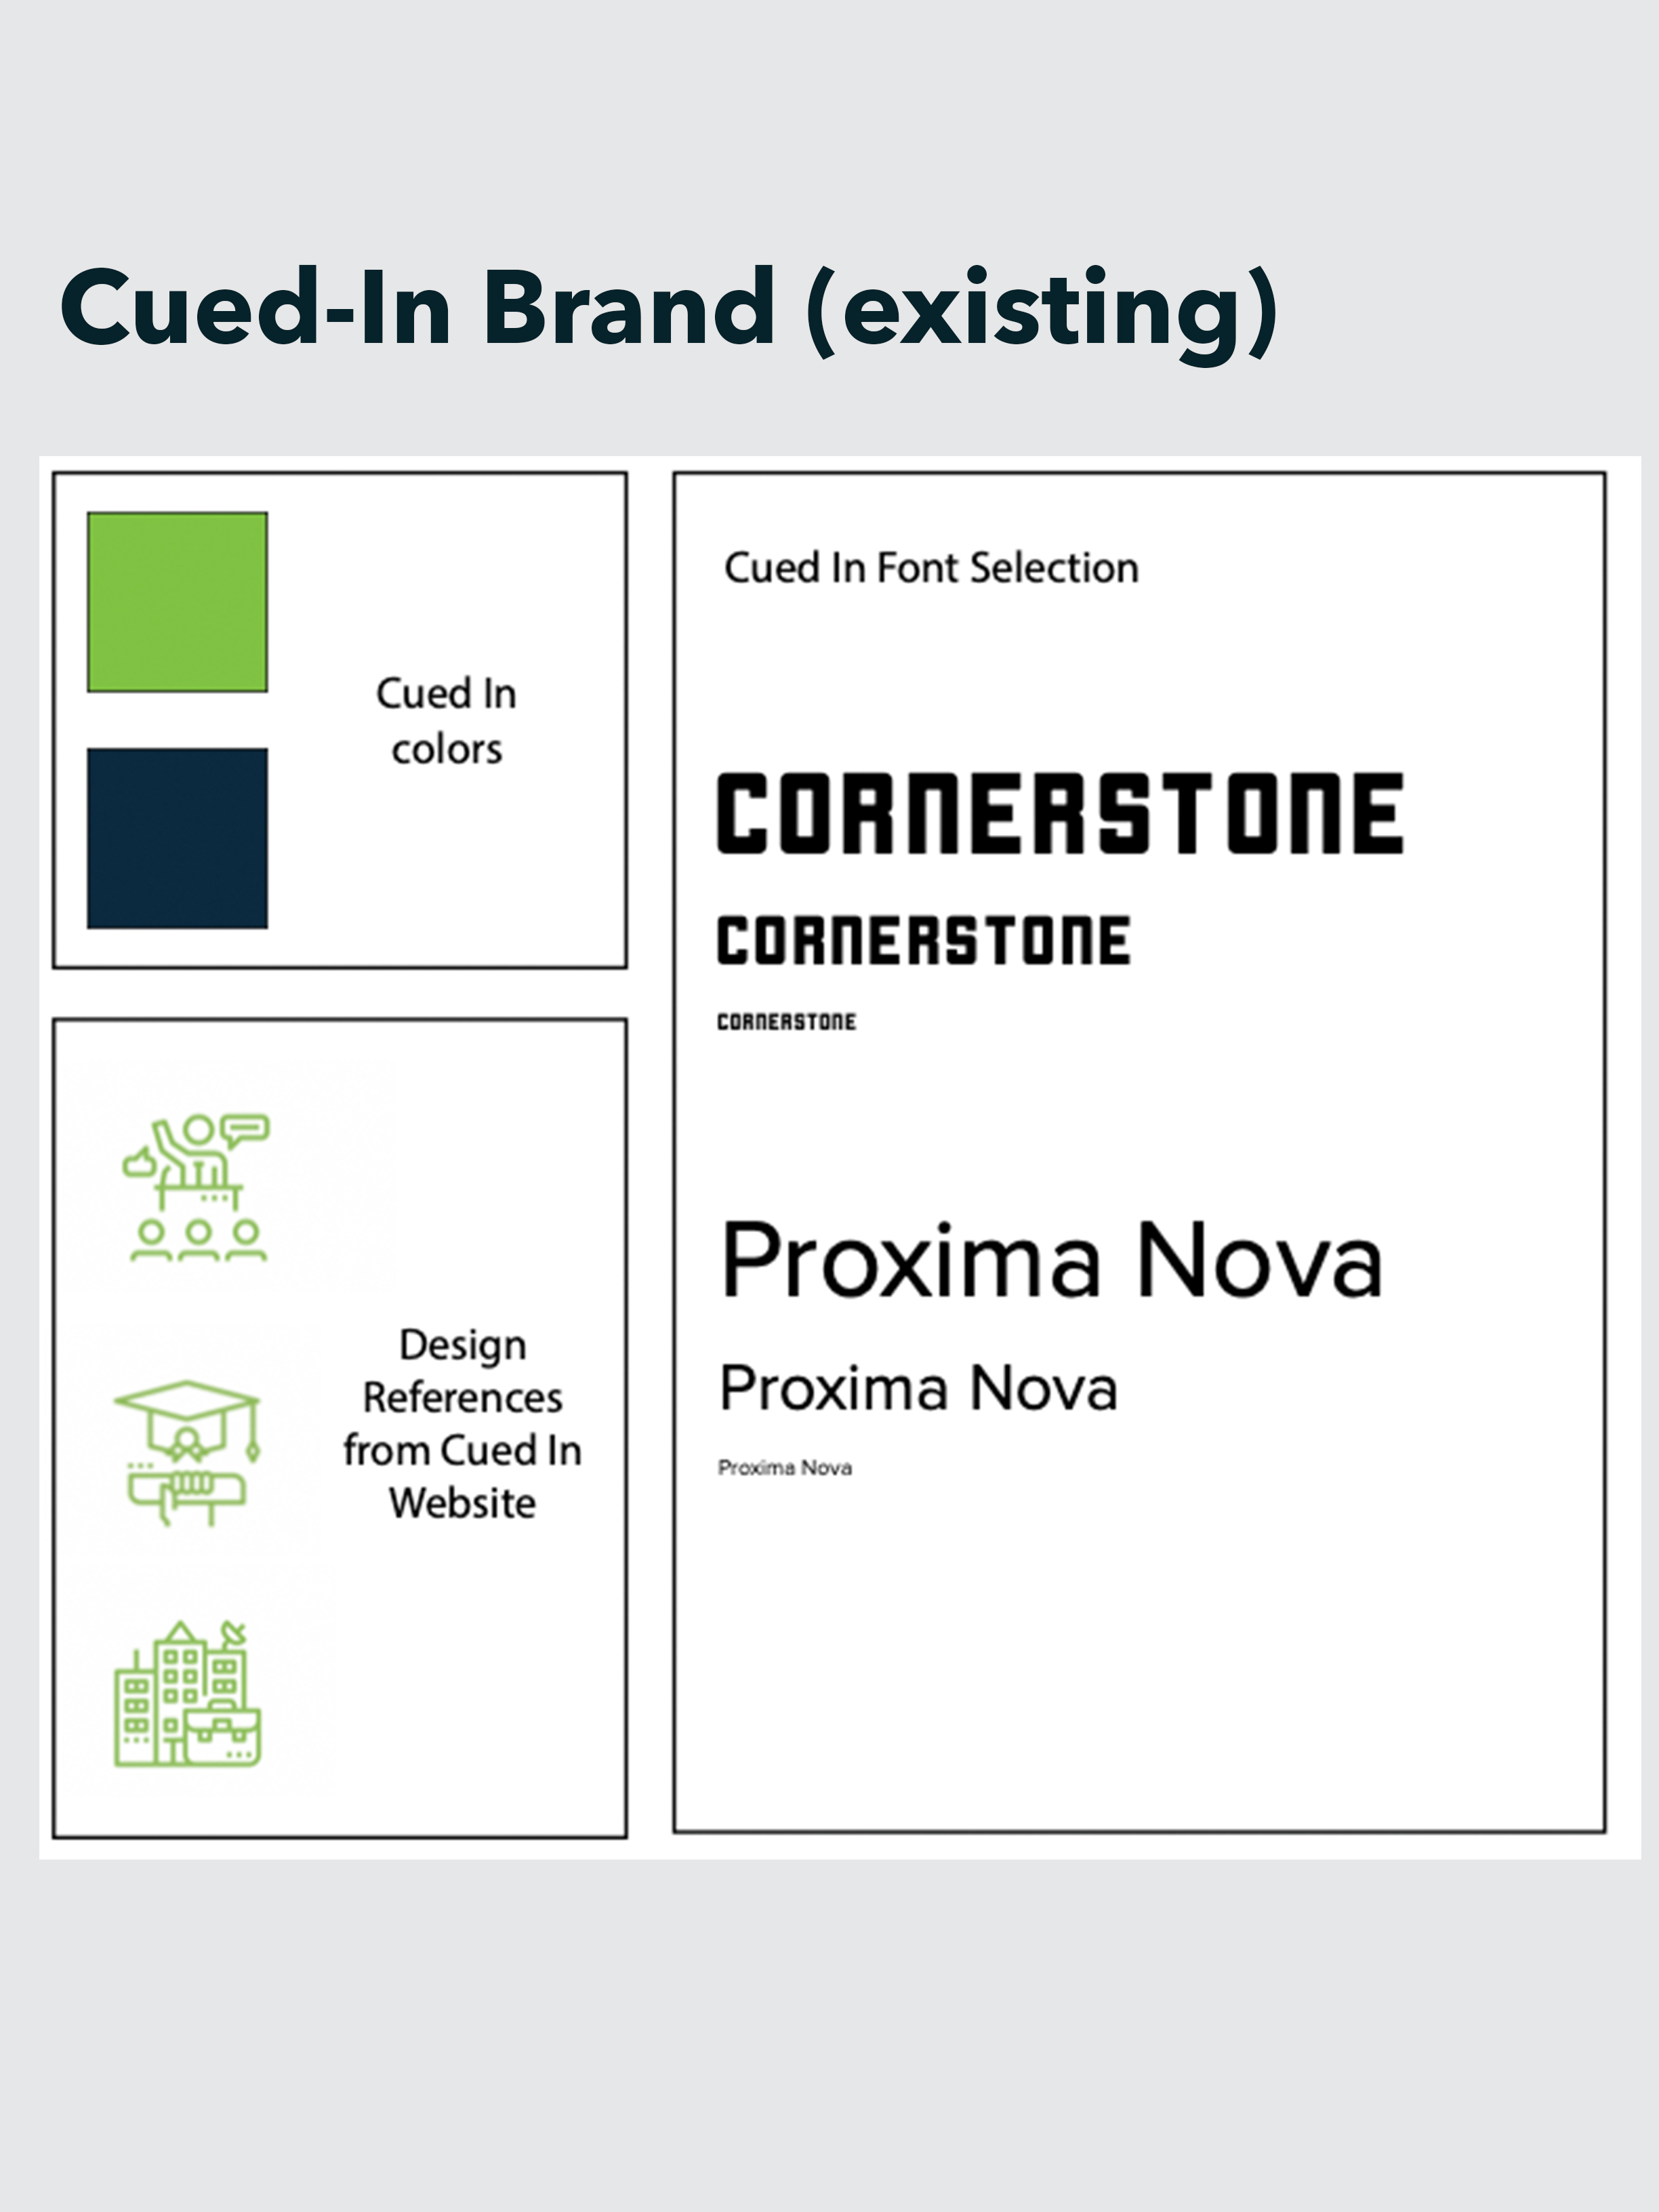 Cued-In Brand (existing)
Cued In
colors
Design
References
from Cued In
Website
Cued In Font Selection
CORNERSTONE
CORNERSTONE
CORNERSTONE
Proxima Nova
Proxima Nova
Proxima Nova